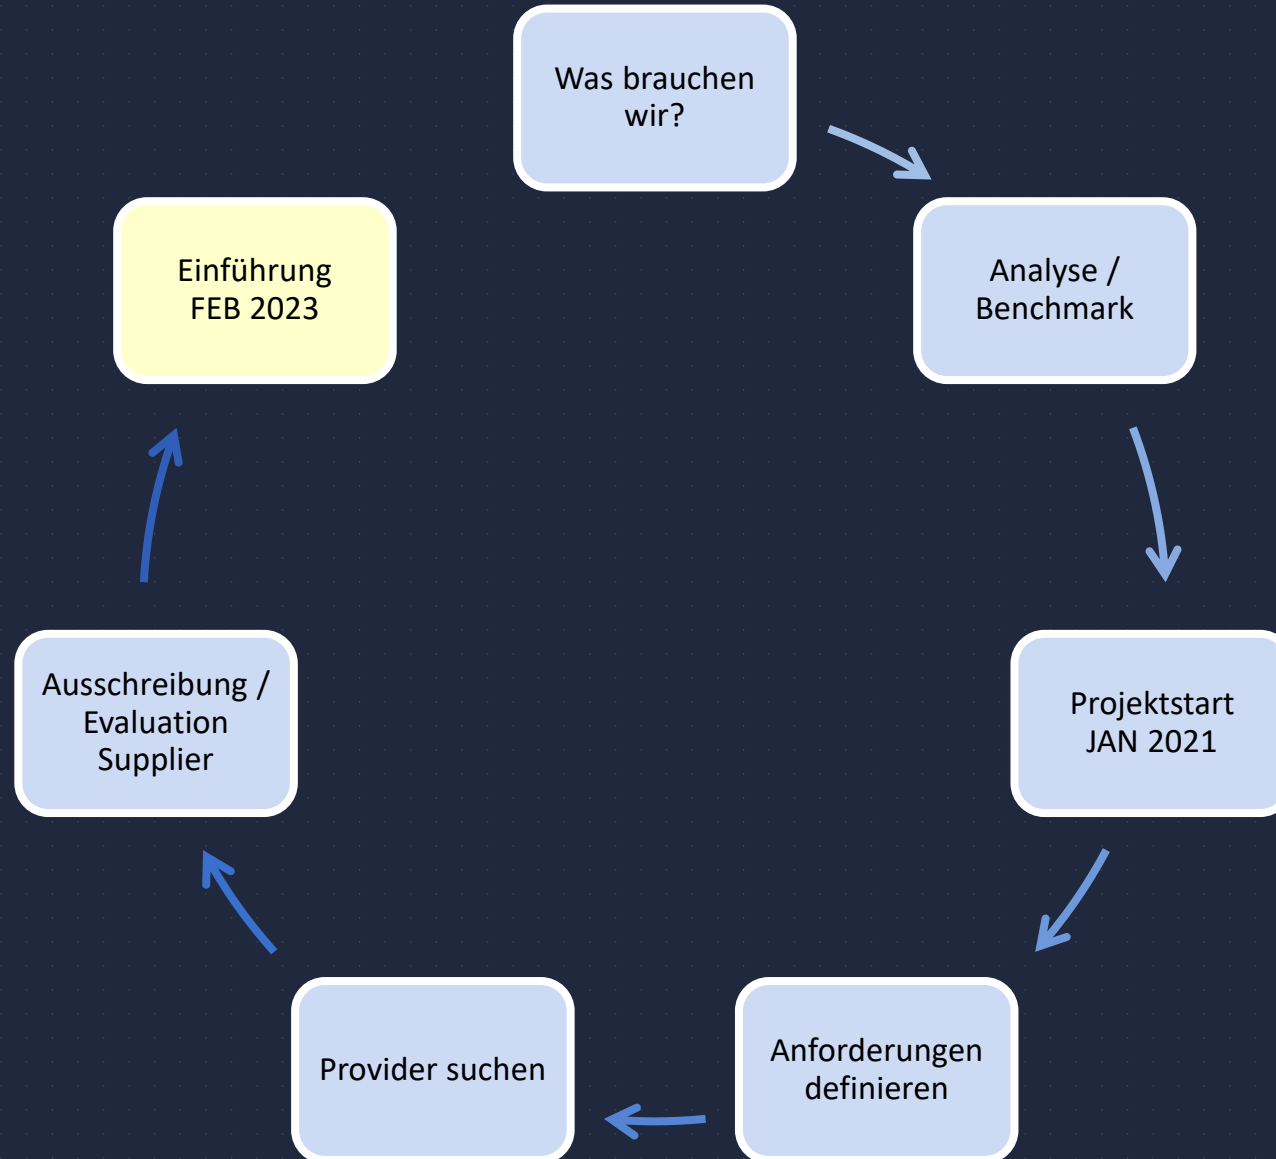 Was brauchen
wir?
Analyse /
Benchmark
Projektstart
JAN 2021
Anforderungen
definieren
Provider suchen
Ausschreibung /
Evaluation
Supplier
Einführung
FEB 2023